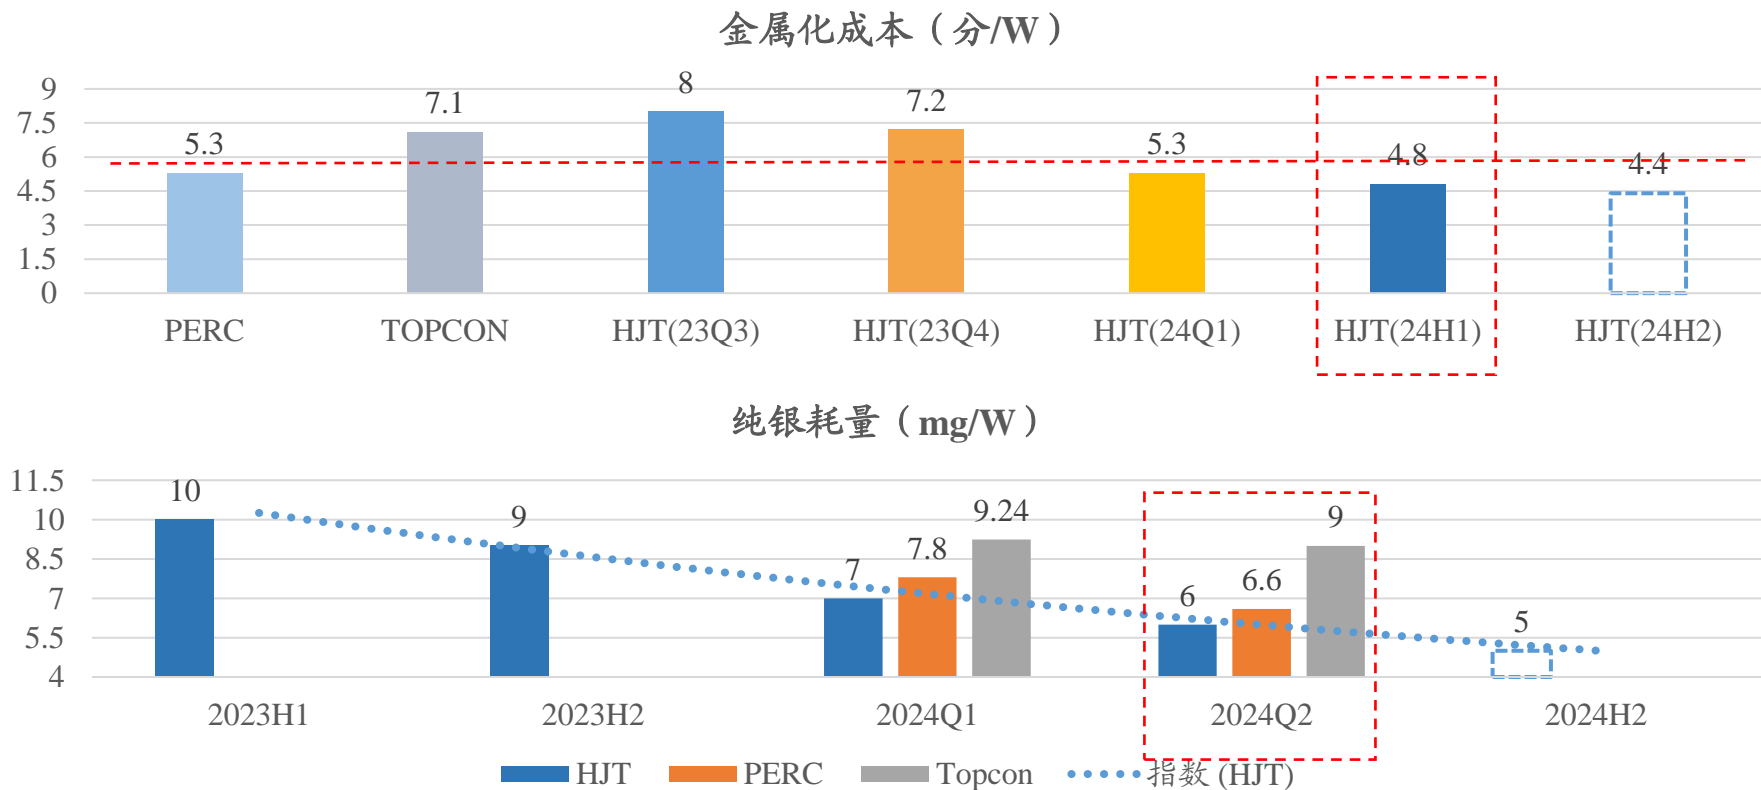 金属化成本（分/W）
9
7.5
6
4.5
3
1.5
0
5.3
7.1
8
7.2
5.3
4.8
4.4
PERC
TOPCON
HJT(23Q3)
HJT(23Q4)
HJT(24Q1)
HJT(24H1)
HJT(24H2)
纯银耗量（mg/W）
11.5
10
8.5
7
5.5
4
10
9
7
7.8
9.24
6
6.6
9
5
2023H1
2023H2
2024Q1
2024Q2
2024H2
HJT
PERC
Topcon
指数 (HJT)